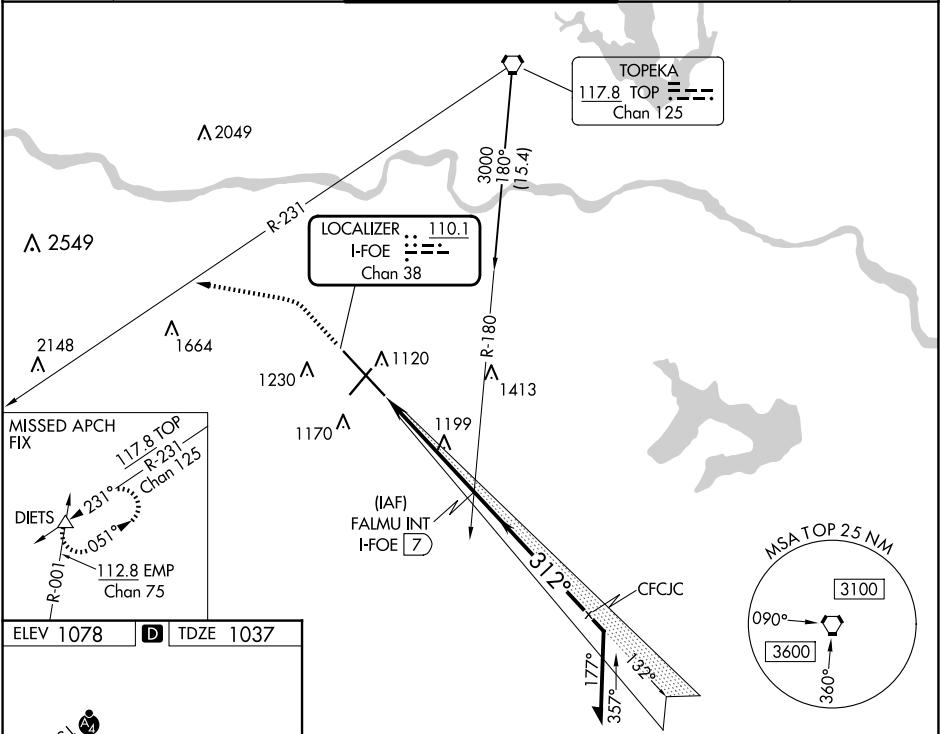 TOPEKA
117.8 TOP
Chan 125
2049
3000
180°
(15.4)
R-231
LOCALIZER 110.1
I-FOE
Chan 38
2549
R-180
2148
1664
1230
1120
1413
1170
1199
MISSED APCH
FIX
117.8 TOP
R-231
Chan 125
DIETS
231°
051°
R-001
112.8 EMP
Chan 75
(IAF)
FALMU INT
I-FOE 7
312°
CFCJC
177°
357°
132°
MSA TOP 25 NM
3100
090°
3600
360°
ELEV 1078 D TDZE 1037
A4